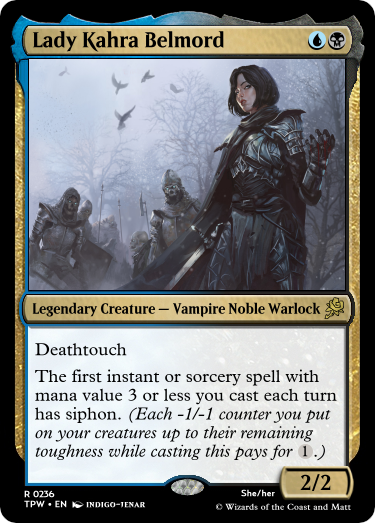 Lady Kahra Belmord
Legendary Creature — Vampire Noble Warlock
Deathtouch
The first instant or sorcery spell with
mana value 3 or less you cast each turn
has siphon. (Each -1/-1 counter you put
on your creatures up to their remaining
toughness while casting this pays for 1.)
2/2
R 0236
She/her
TPW • EN INDIGO-JENAR
© Wizards of the Coast and Matt